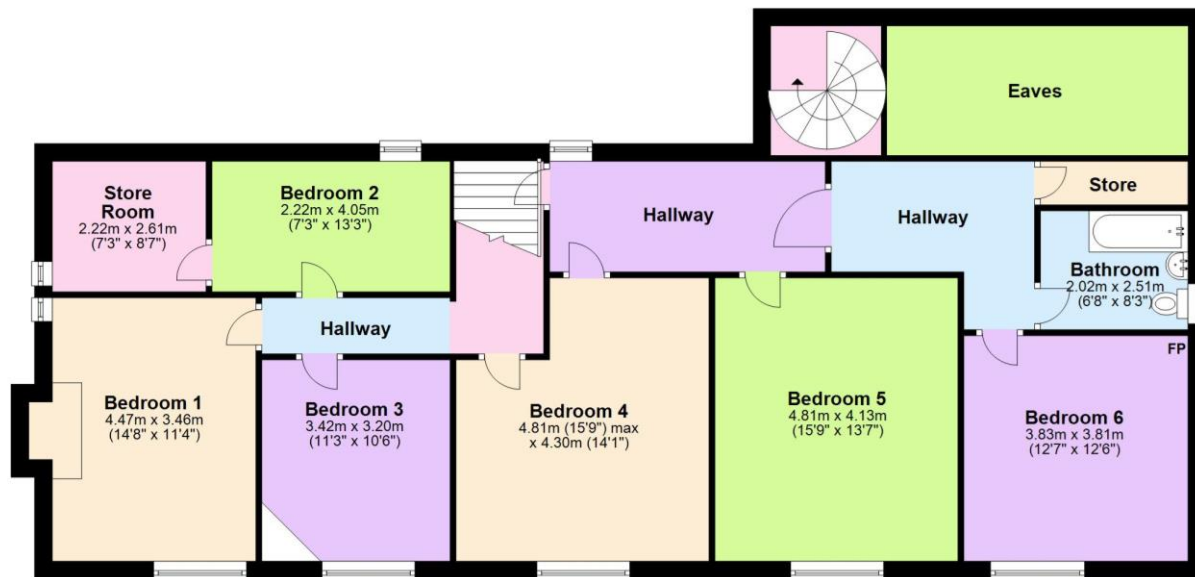 Eaves
Store
Room
2.22m x 2.61m
(7'3" x 8'7")
Bedroom 2
2.22m x 4.05m
(7'3" x 13'3")
Hallway
Hallway
Store
Bathroom
2.02m x 2.51m
(6'8" x 8'3")
Hallway
Bedroom 1
4.47m x 3.46m
(14'8" x 11'4")
Bedroom 3
3.42m x 3.20m
(11'3" x 10'6")
Bedroom 4
4.81m (15'9") max
x 4.30m (14'1")
Bedroom 5
4.81m x 4.13m
(15'9" x 13'7")
FP
Bedroom 6
3.83m x 3.81m
(12'7" x 12'6")